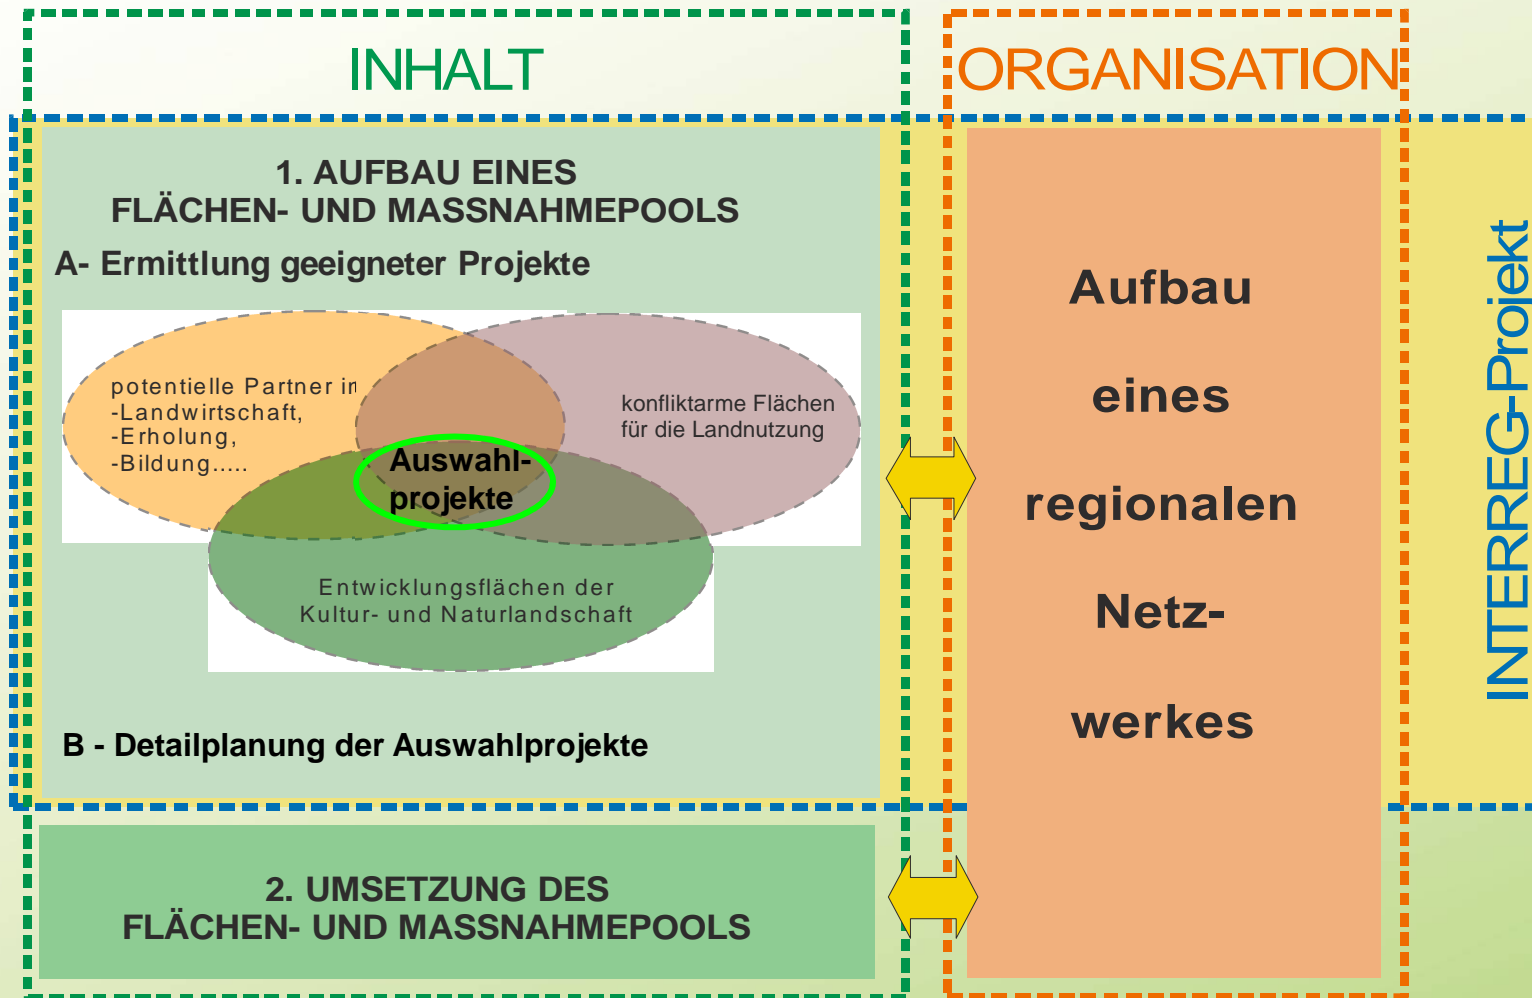 INHALT
ORGANISATION
1. AUFBAU EINES
FLÄCHEN- UND MASSNAHMEPOOLS
A- Ermittlung geeigneter Projekte
potentielle Partner in
-Landwirtschaft,
-Erholung,
-Bildung.....
konfliktarme Flächen
für die Landnutzung
Auswahl-
projekte
Entwicklungsflächen der
Kultur- und Naturlandschaft
B - Detailplanung der Auswahlprojekte
2. UMSETZUNG DES
FLÄCHEN- UND MASSNAHMEPOOLS
Aufbau
eines
regionalen
Netz-
werkes
INTERREG-Projekt